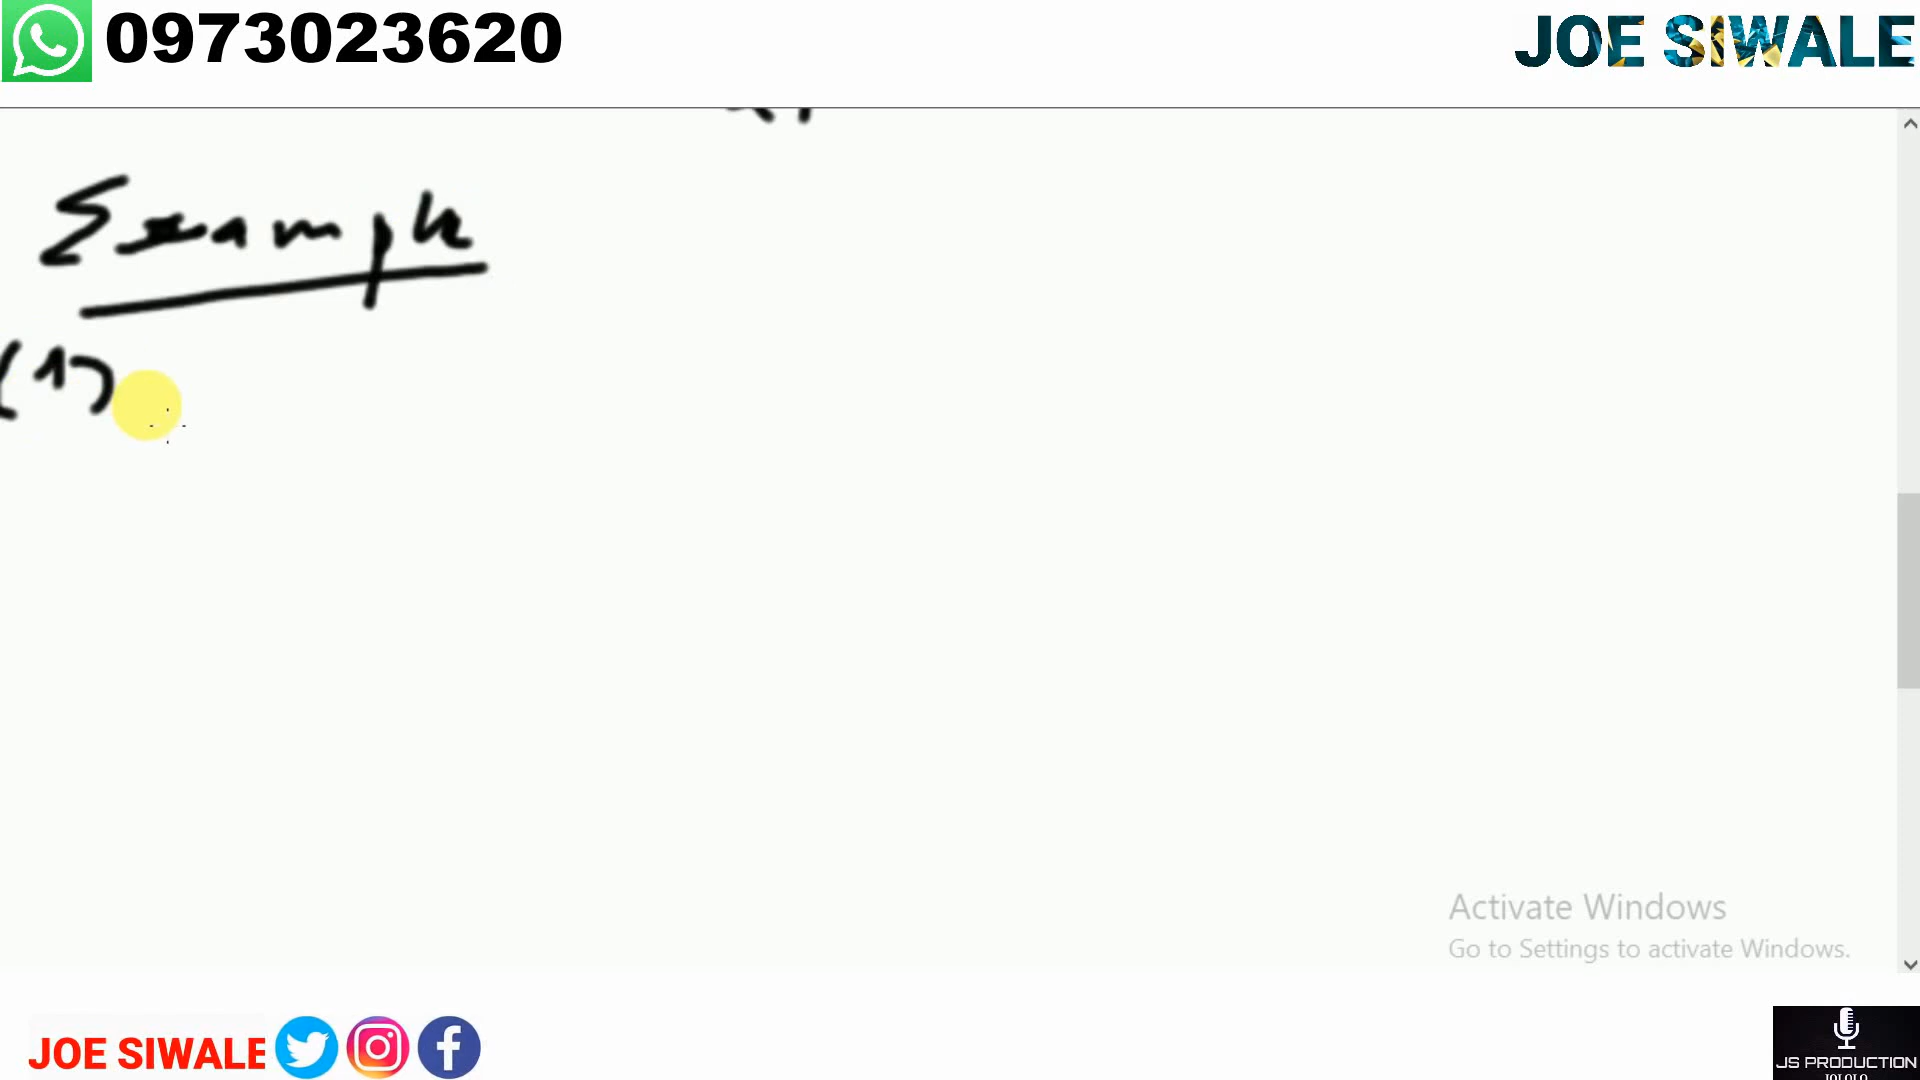 0973023620
JOE SIWALE
Example
(1)
Activate Windows
Go to Settings to activate Windows.
JOE SIWALE
JS PRODUCTION